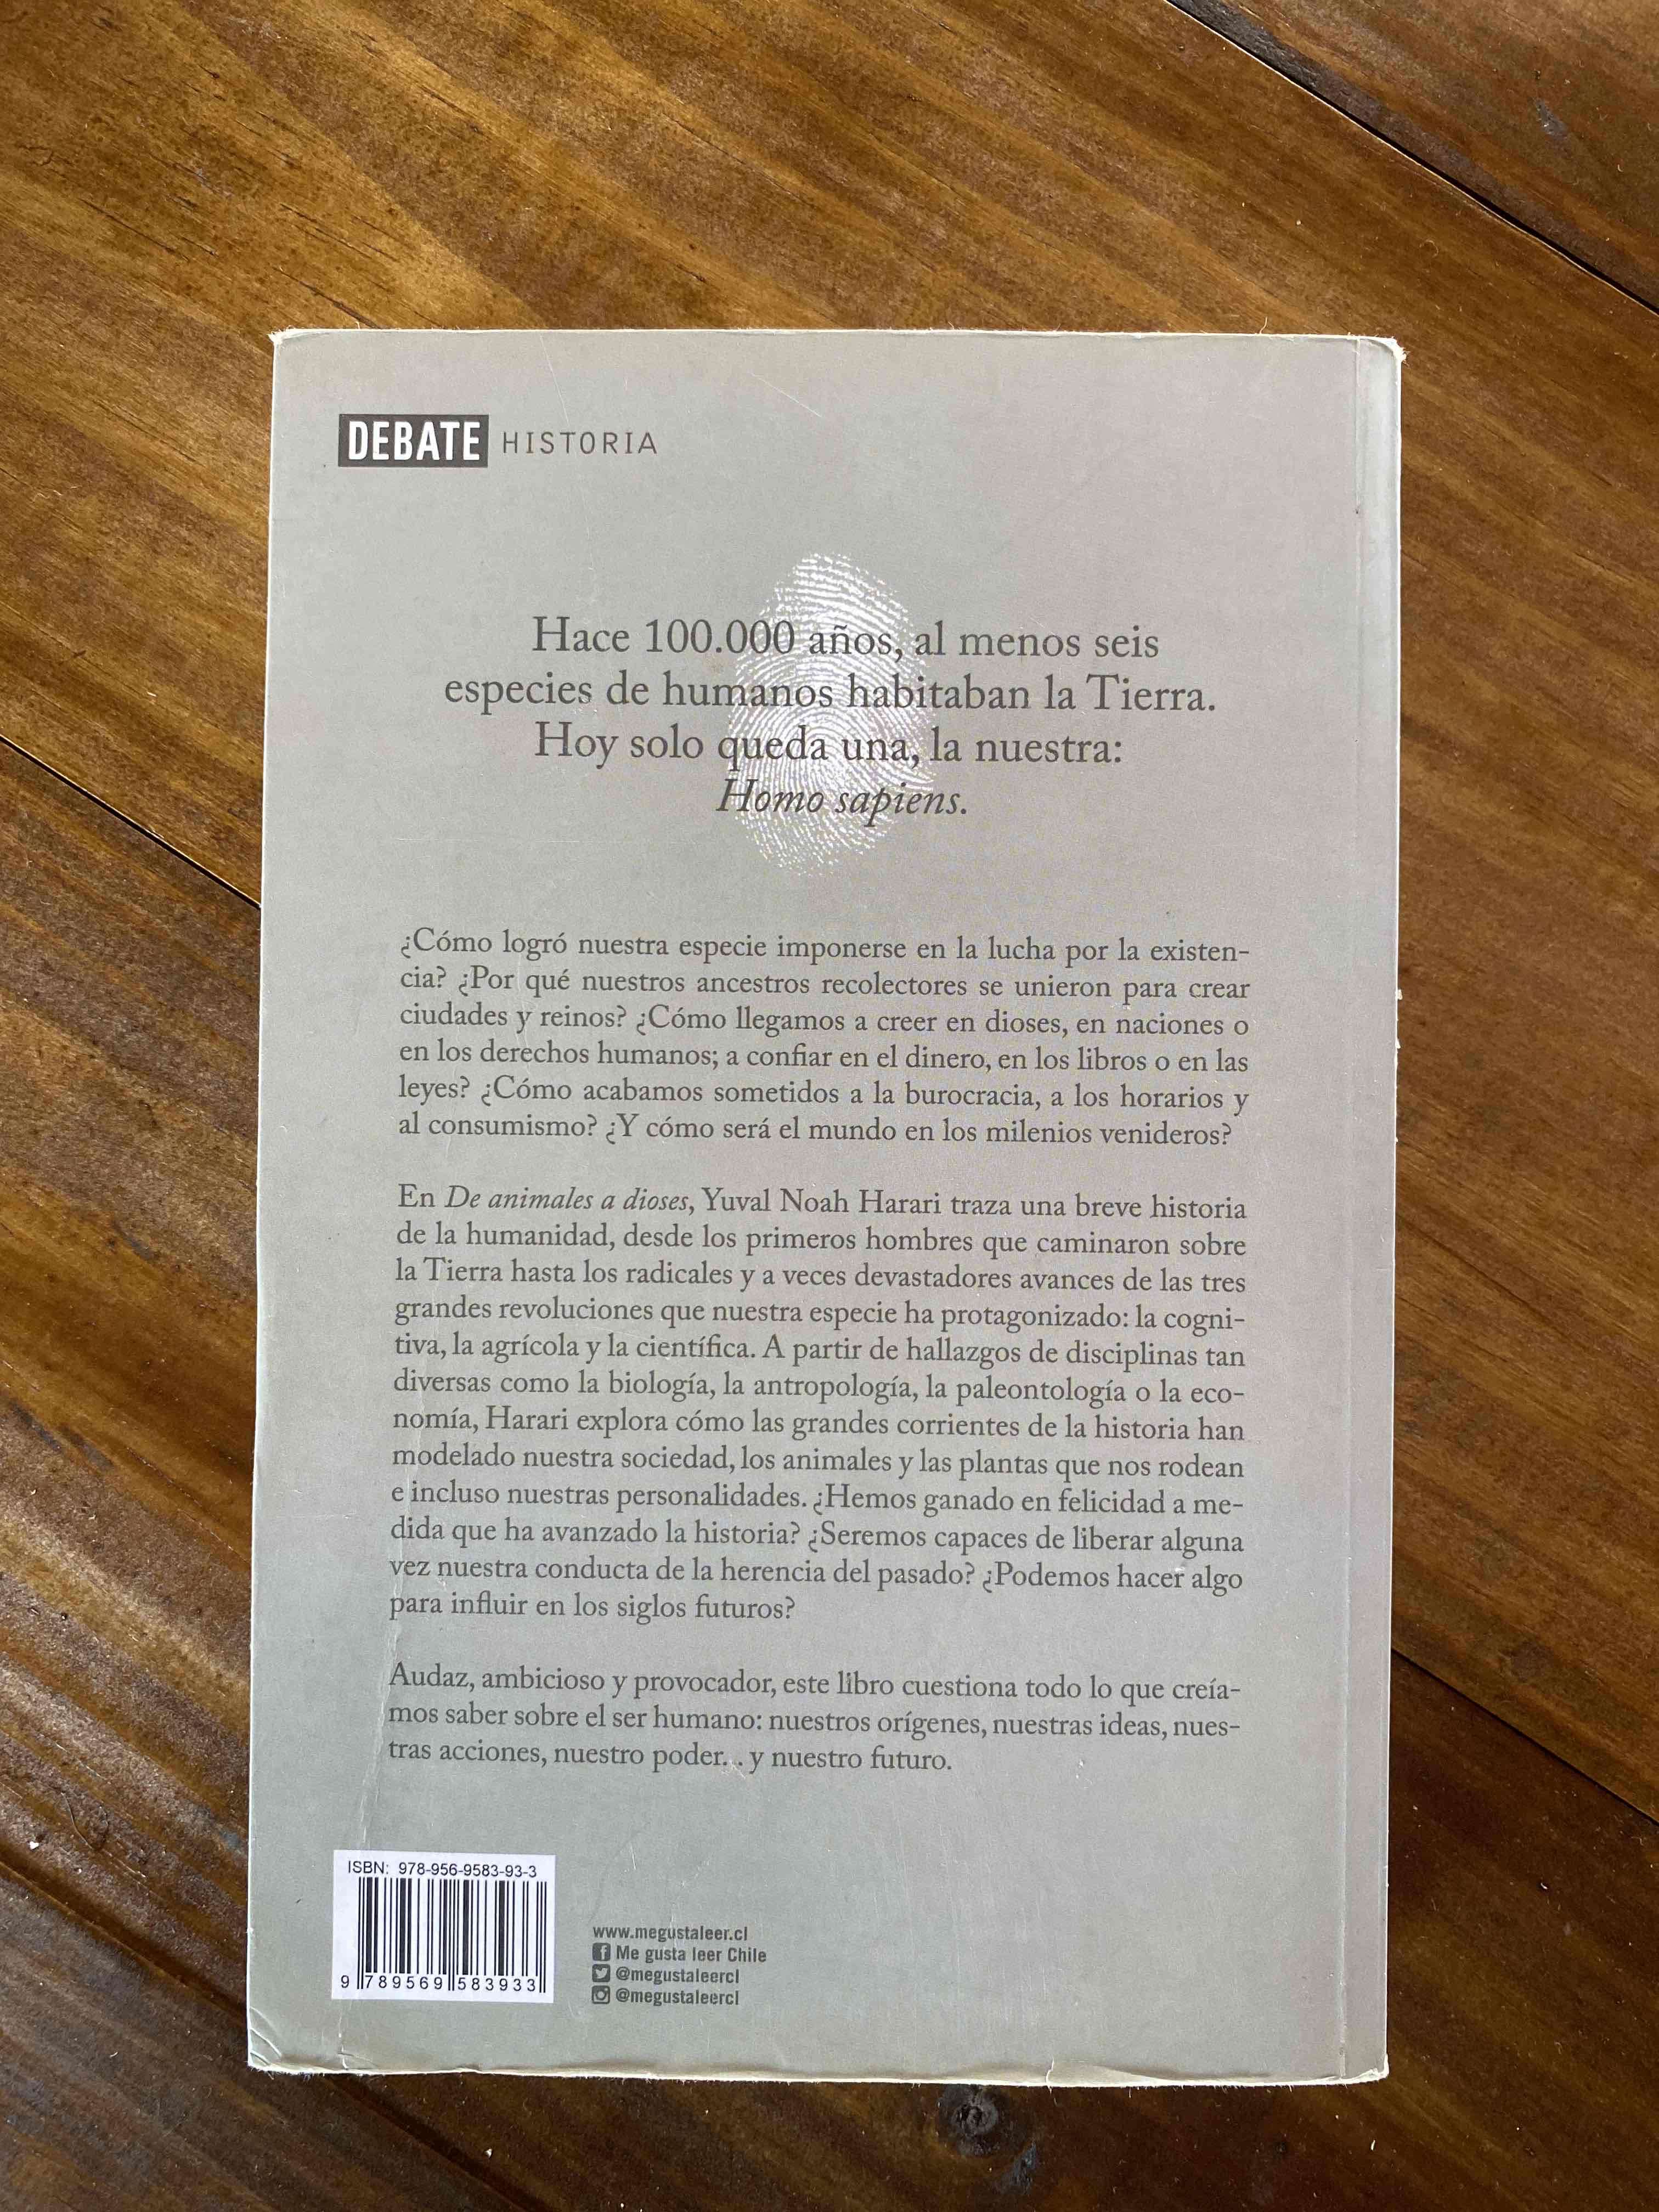 DEBATE HISTORIA
Hace 100.000 años, al menos seis
especies de humanos habitaban la Tierra.
Hoy solo queda una, la nuestra:
Homo sapiens.
¿Cómo logró nuestra especie imponerse en la lucha por la existen-
cia? ¿Por qué nuestros ancestros recolectores se unieron para crear
ciudades y reinos? ¿Cómo llegamos a creer en dioses, en naciones o
en los derechos humanos; a confiar en el dinero, en los libros o en las
leyes? ¿Cómo acabamos sometidos a la burocracia, a los horarios y
al consumismo? ¿Y cómo será el mundo en los milenios venideros?
En De animales a dioses, Yuval Noah Harari traza una breve historia
de la humanidad, desde los primeros hombres que caminaron sobre
la Tierra hasta los radicales y a veces devastadores avances de las tres
grandes revoluciones que nuestra especie ha protagonizado: la cogni-
tiva, la agrícola y la científica. A partir de hallazgos de disciplinas tan
diversas como la biología, la antropología, la paleontología o la eco-
nomía, Harari explora cómo las grandes corrientes de la historia han
modelado nuestra sociedad, los animales y las plantas que nos rodean
e incluso nuestras personalidades. ¿Hemos ganado en felicidad a me-
dida que ha avanzado la historia? ¿Seremos capaces de liberar alguna
vez nuestra conducta de la herencia del pasado? ¿Podemos hacer algo
para influir en los siglos futuros?
Audaz, ambicioso y provocador, este libro cuestiona todo lo que creía-
mos saber sobre el ser humano: nuestros orígenes, nuestras ideas, nues-
tras acciones, nuestro poder... y nuestro futuro.
ISBN: 978-956-9583-93-3
9 789569 583933
www.megustaleer.cl
Me gusta leer Chile
@megustaleercl
@megustaleercl